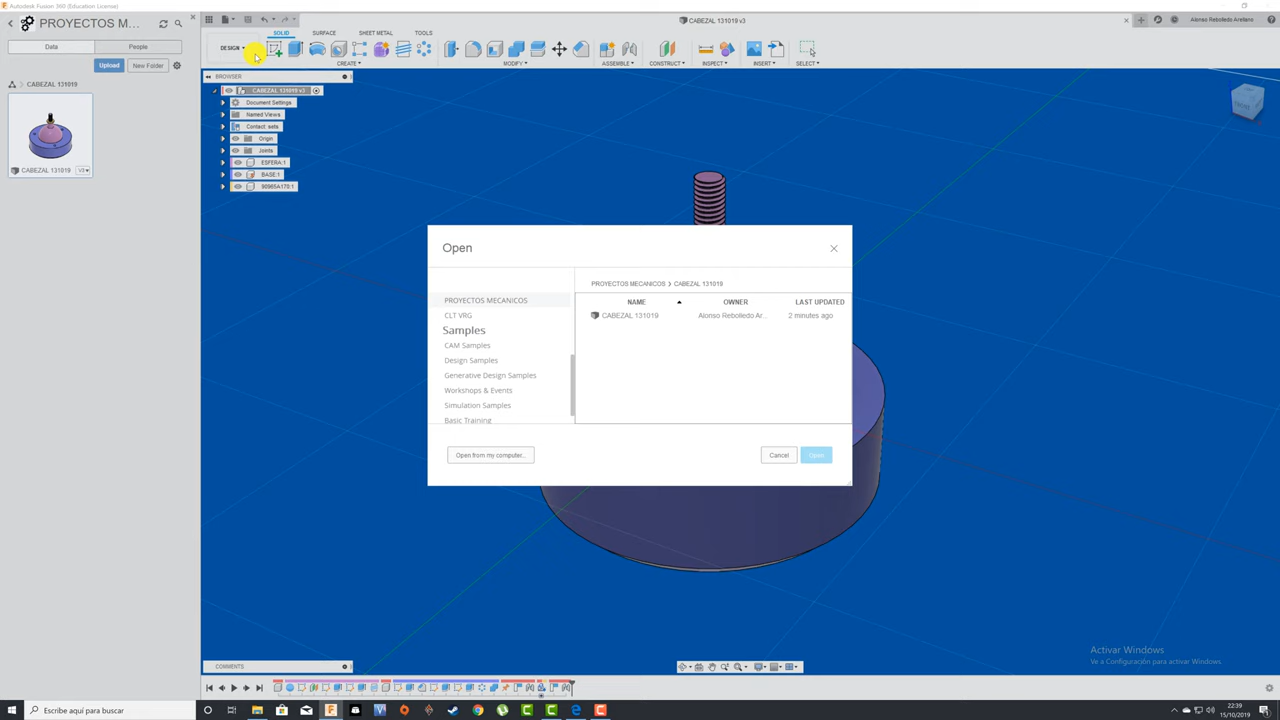 Autodesk Fusion 360 (Education License)
PROYECTOS M...
CABEZAL 131019 v3
Alonso Rebolledo Arellano
Data
People
SOLID
SURFACE
SHEET METAL
TOOLS
DESIGN
Upload
New Folder
CREATE
MODIFY
ASSEMBLE
CONSTRUCT
INSPECT
INSERT
SELECT
BROWSER
CABEZAL 131019
CABEZAL 131019 v3
Document Settings
Named Views
Contact sets
Origin
Joints
ESFERA:1
BASE:1
90985A170:1
CABEZAL 131019
V3
FRONT
Open
PROYECTOS MECANICOS > CABEZAL 131019
PROYECTOS MECANICOS
NAME
OWNER
LAST UPDATED
CLT VRG
CABEZAL 131019
Alonso Rebolledo Ar...
2 minutes ago
Samples
CAM Samples
Design Samples
Generative Design Samples
Workshops & Events
Simulation Samples
Basic Training
Open from my computer...
Cancel
Open
Activar Windows
Ve a Configuración para activar Windows.
COMMENTS
Escribe aquí para buscar
22:39
15/10/2019